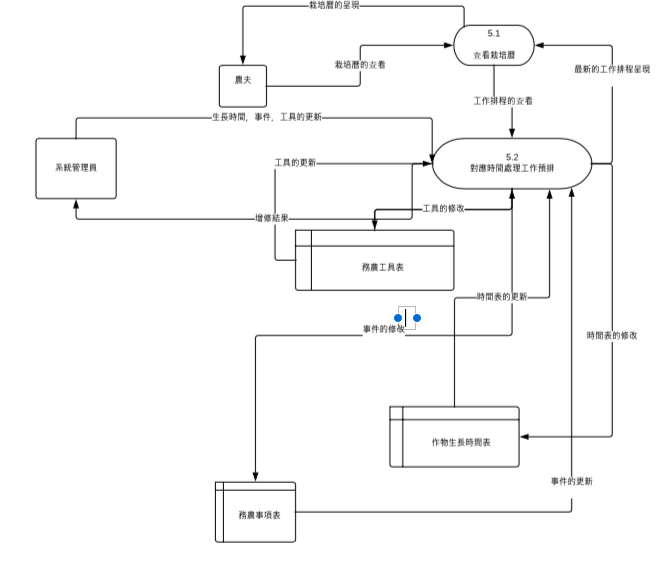 栽培曆的呈現
5.1
查看栽培曆
栽培曆的查看
最新的工作排程呈現
農夫
工作排程的查看
生長時間, 事件, 工具的更新
5.2
對應時間處理工作預排
系統管理員
工具的更新
工具的修改
增修結果
務農工具表
時間表的更新
事件的修改
時間表的修改
作物生長時間表
事件的更新
務農事項表